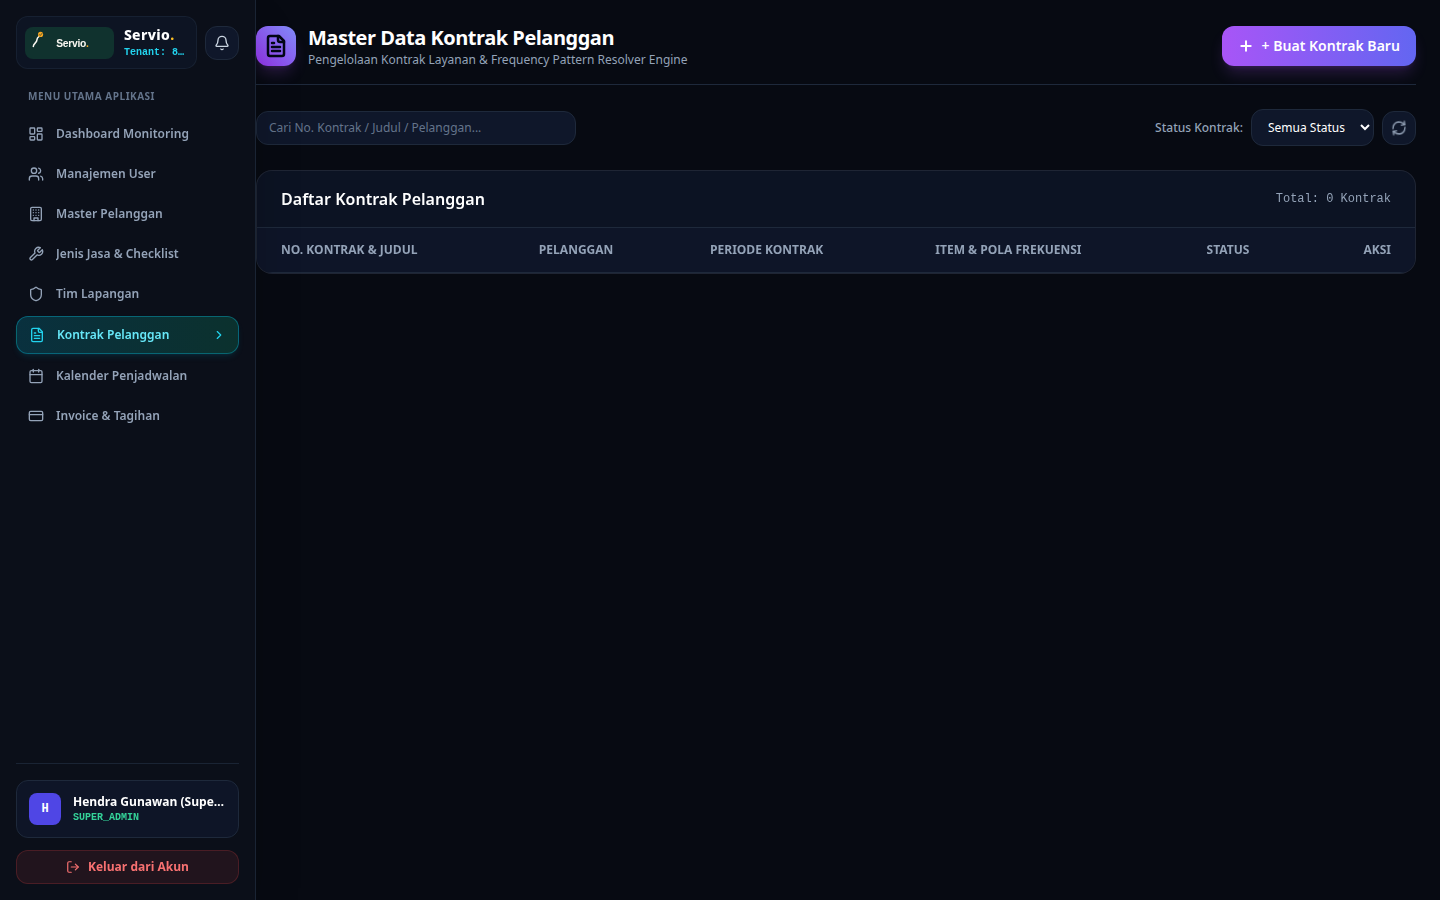 Servio.
Servio.
Tenant: 8…
MENU UTAMA APLIKASI
Dashboard Monitoring
Manajemen User
Master Pelanggan
Jenis Jasa & Checklist
Tim Lapangan
Kontrak Pelanggan
Kalender Penjadwalan
Invoice & Tagihan
H
Hendra Gunawan (Supe…
SUPER_ADMIN
Keluar dari Akun
Master Data Kontrak Pelanggan
Pengelolaan Kontrak Layanan & Frequency Pattern Resolver Engine
+ Buat Kontrak Baru
Cari No. Kontrak / Judul / Pelanggan...
Status Kontrak: Semua Status
Daftar Kontrak Pelanggan
Total: 0 Kontrak
NO. KONTRAK & JUDUL PELANGGAN PERIODE KONTRAK ITEM & POLA FREKUENSI STATUS AKSI